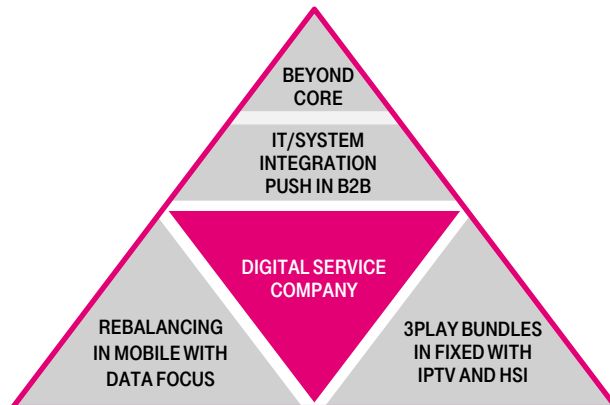 BEYOND
CORE
IT/SYSTEM
INTEGRATION
PUSH IN B2B
DIGITAL SERVICE
COMPANY
REBALANCING
IN MOBILE WITH
DATA FOCUS
3PLAY BUNDLES
IN FIXED WITH
IPTV AND HSI